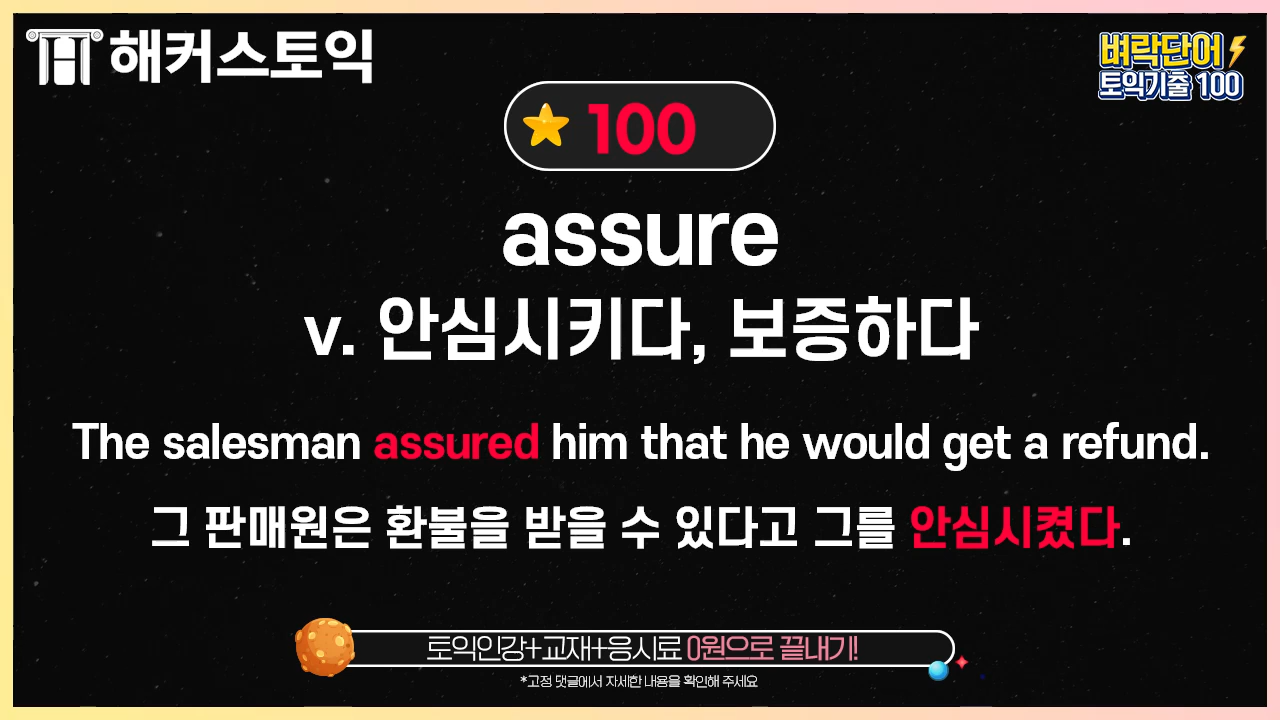 해커스토익
벼락단어
토익기출 100
100
assure
v. 안심시키다, 보증하다
The salesman assured him that he would get a refund.
그 판매원은 환불을 받을 수 있다고 그를 안심시켰다.
토익인강+교재+응시료 0원으로 끝내기!
*고정 댓글에서 자세한 내용을 확인해 주세요